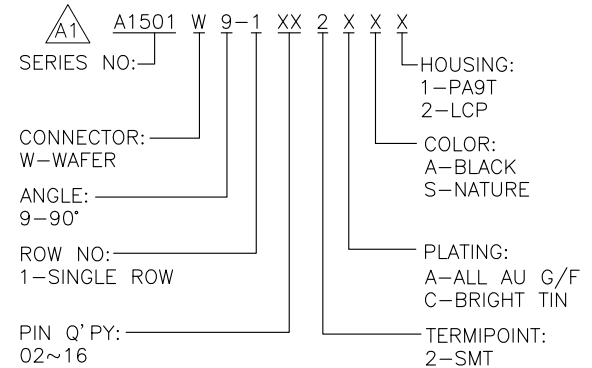 A1 A1501 W 9-1 XX 2 X X X
SERIES NO:
HOUSING:
1-PA9T
2-LCP
CONNECTOR:
W-WAFER
COLOR:
A-BLACK
S-NATURE
ANGLE:
9-90°
ROW NO:
1-SINGLE ROW
PLATING:
A-ALL AU G/F
C-BRIGHT TIN
PIN Q'PY:
02~16
TERMIPOINT:
2-SMT